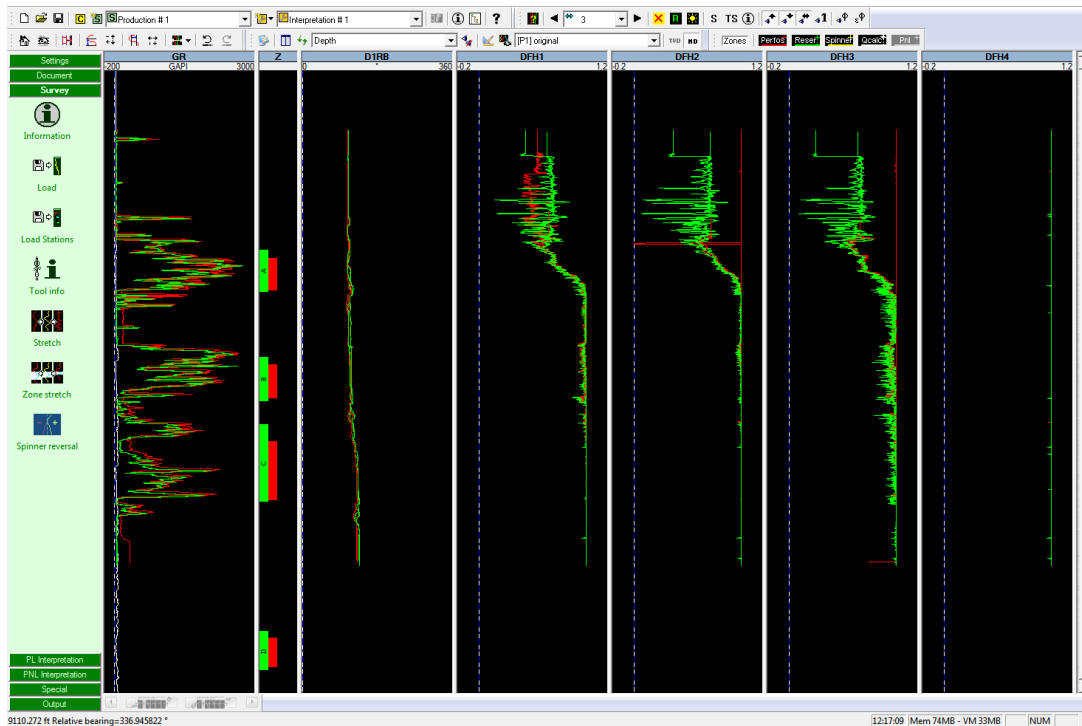 C S Production # 1 Interpretation # 1 ? ? 3 X R S TS
Depth [P1] original TVD MD Zones Perfos Reser Spinner Qcalc Pnl
Settings
Document
Survey
Information
Load
Load Stations
Tool info
Stretch
Zone stretch
Spinner reversal
PL Interpretation
PNL Interpretation
Special
Output
GR
-200 GAPI 3000
Z
A
B
C
D
D1RB
0 ° 360
DFH1
-0.2 1.2
DFH2
-0.2 1.2
DFH3
-0.2 1.2
DFH4
-0.2 1.2
9110.272 ft Relative bearing=336.945822 ° 12:17:09 Mem 74MB - VM 33MB NUM